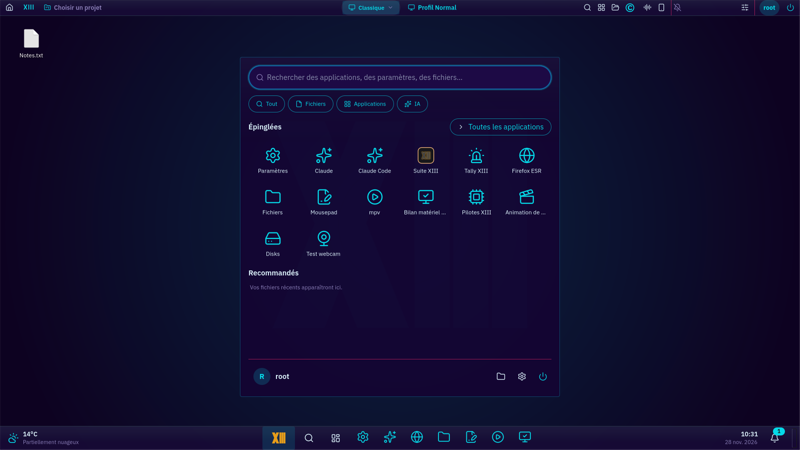 XIII
Choisir un projet
Classique
Profil Normal
root
Notes.txt
Rechercher des applications, des paramètres, des fichiers...
Tout
Fichiers
Applications
IA
Épinglées
Toutes les applications
Paramètres
Claude
Claude Code
Suite XIII
Tally XIII
Firefox ESR
Fichiers
Mousepad
mpv
Bilan matériel ...
Pilotes XIII
Animation de ...
Disks
Test webcam
Recommandés
Vos fichiers récents apparaîtront ici.
R
root
14°C
Partiellement nuageux
XIII
10:31
28 nov. 2026
1